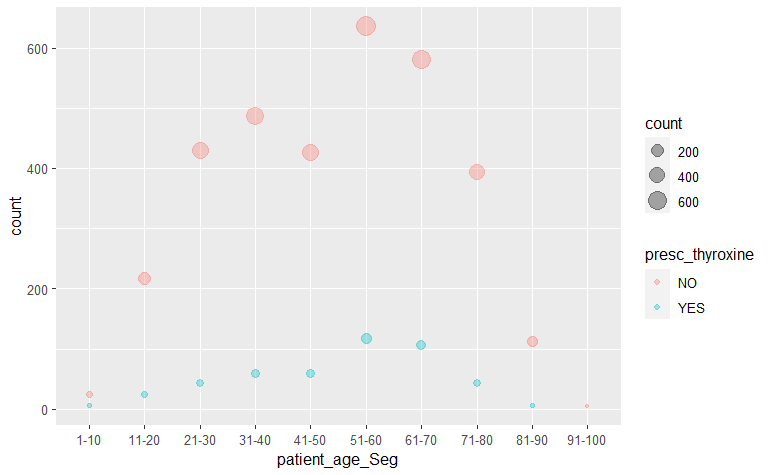 count
600
400
200
0
1-10 11-20 21-30 31-40 41-50 51-60 61-70 71-80 81-90 91-100
patient_age_Seg
count
200
400
600
presc_thyroxine
NO
YES